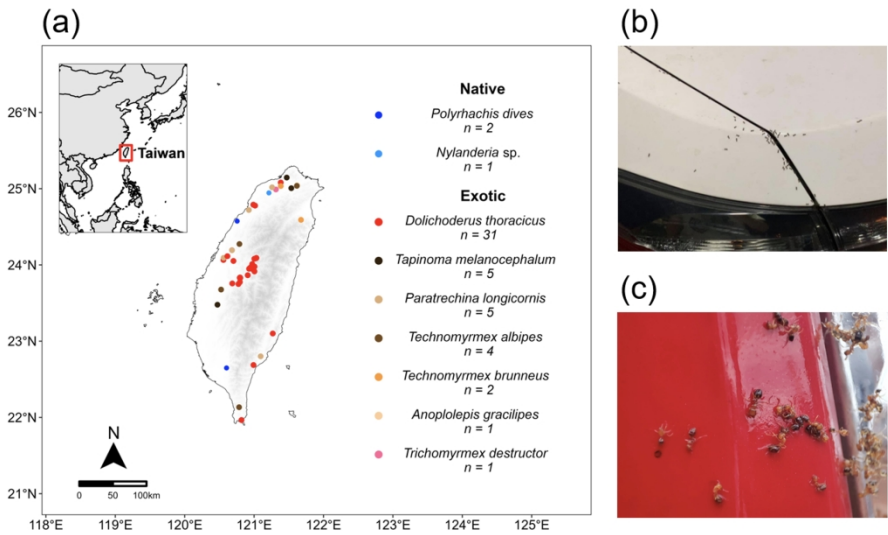 (a)
(b)
(c)
Taiwan
Native
Polyrhachis dives
n = 2
Nylanderia sp.
n = 1
Exotic
Dolichoderus thoracicus
n = 31
Tapinoma melanocephalum
n = 5
Paratrechina longicornis
n = 5
Technomyrmex albipes
n = 4
Technomyrmex brunneus
n = 2
Anoplolepis gracilipes
n = 1
Trichomyrmex destructor
n = 1
26°N
25°N
24°N
23°N
22°N
21°N
N
0 50 100km
118°E 119°E 120°E 121°E 122°E 123°E 124°E 125°E